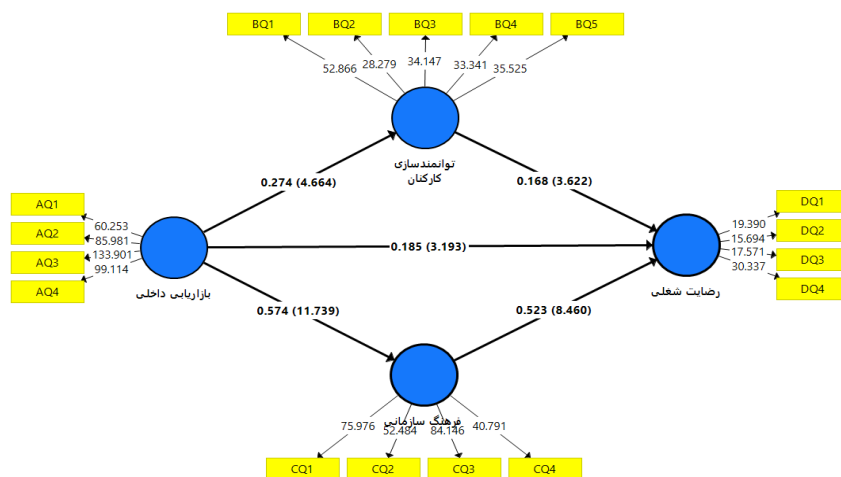 BQ1 BQ2 BQ3 BQ4 BQ5
52.866 28.279 34.147 33.341 35.525
توانمندسازی
کارکنان
0.274 (4.664) 0.168 (3.622)
AQ1
AQ2
AQ3
AQ4
60.253
85.981
133.901
99.114
بازاریابی داخلی
0.185 (3.193)
DQ1
DQ2
DQ3
DQ4
19.390
15.694
17.571
30.337
رضایت شغلی
0.574 (11.739) 0.523 (8.460)
فرهنگ سازمانی
75.976 52.484 84.146 40.791
CQ1 CQ2 CQ3 CQ4